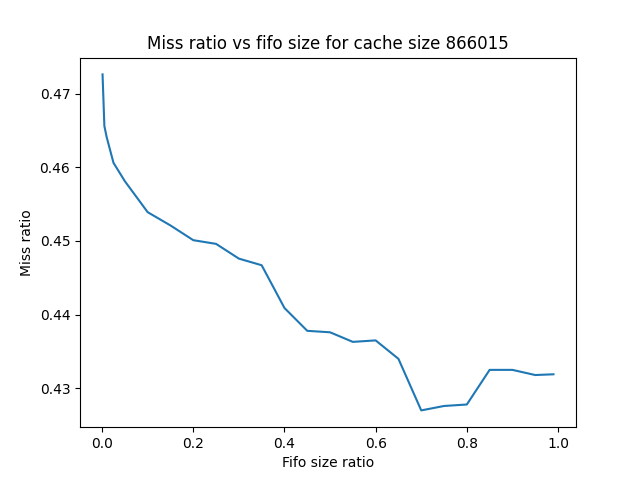 Miss ratio vs fifo size for cache size 866015
0.47
0.46
0.45
0.44
0.43
Miss ratio
0.0 0.2 0.4 0.6 0.8 1.0
Fifo size ratio